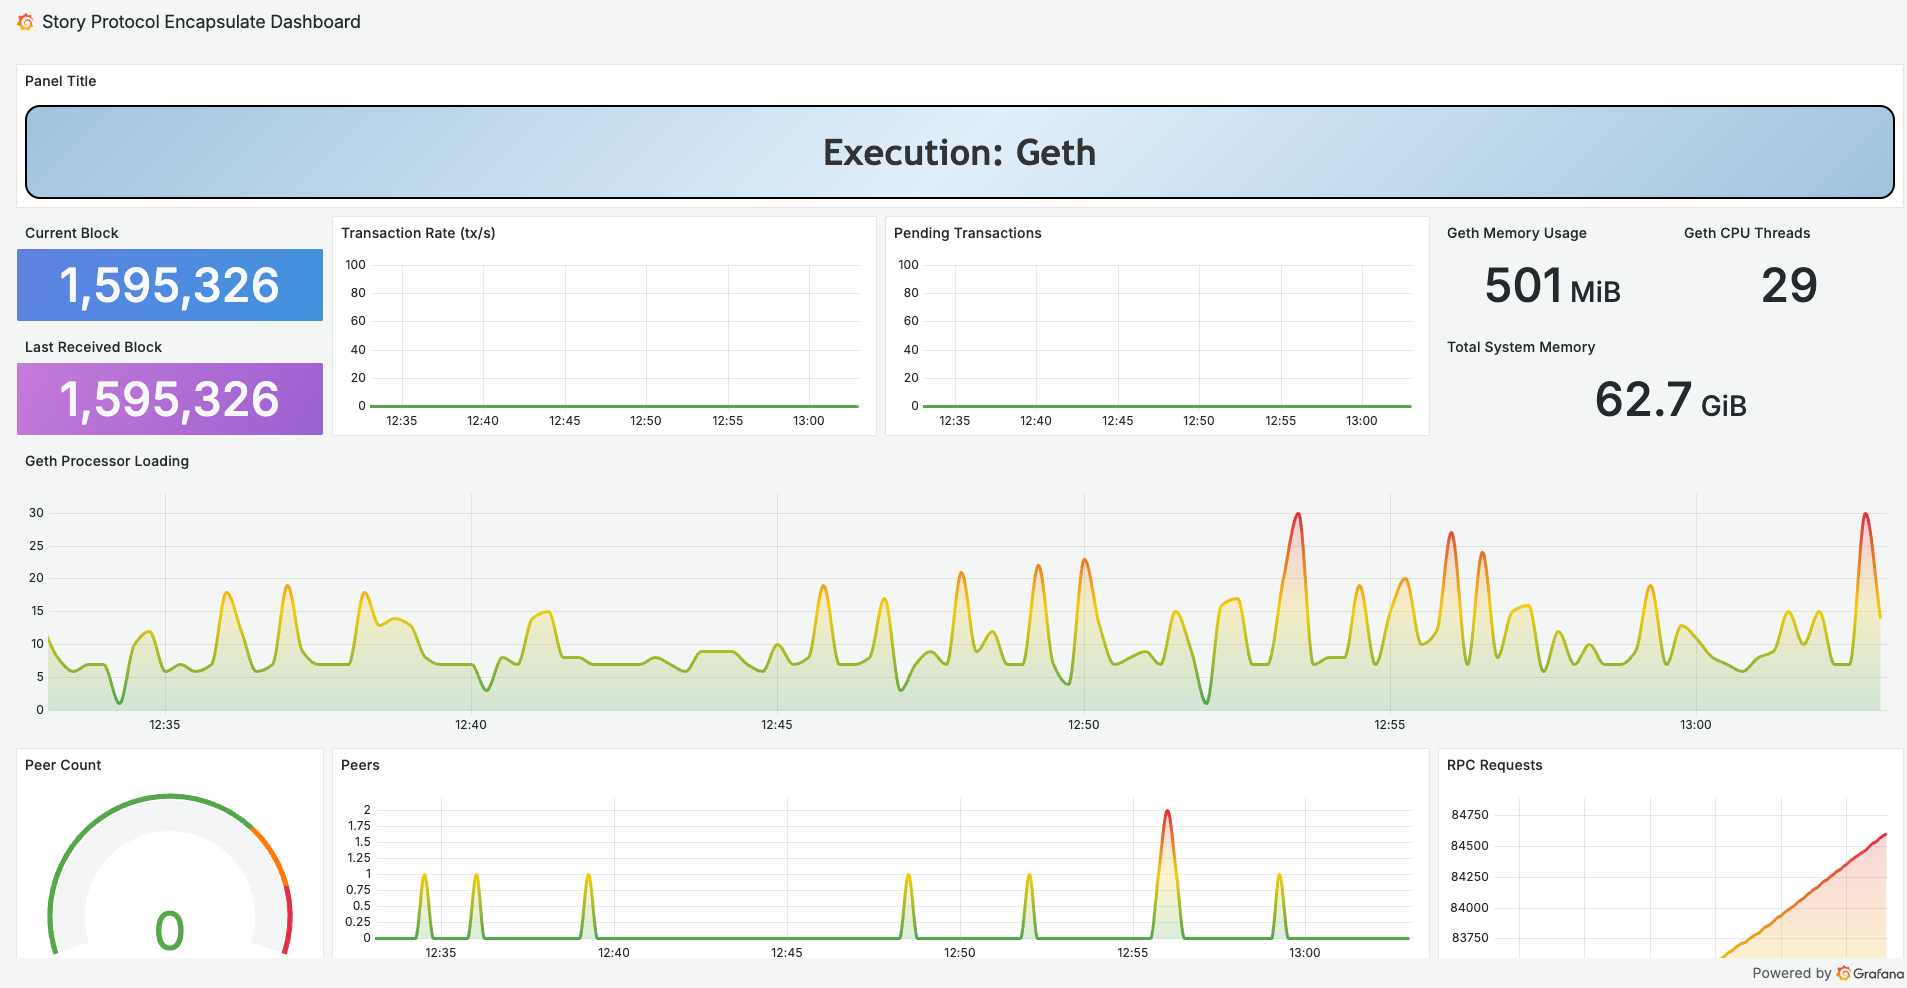 Story Protocol Encapsulate Dashboard
Panel Title
Execution: Geth
Current Block
1,595,326
Last Received Block
1,595,326
Transaction Rate (tx/s)
100
80
60
40
20
0
12:35 12:40 12:45 12:50 12:55 13:00
Pending Transactions
100
80
60
40
20
0
12:35 12:40 12:45 12:50 12:55 13:00
Geth Memory Usage
501 MiB
Geth CPU Threads
29
Total System Memory
62.7 GiB
Geth Processor Loading
30
25
20
15
10
5
0
12:35 12:40 12:45 12:50 12:55 13:00
Peer Count
0
Peers
2
1.75
1.5
1.25
1
0.75
0.5
0.25
0
12:35 12:40 12:45 12:50 12:55 13:00
RPC Requests
84750
84500
84250
84000
83750
Powered by Grafana